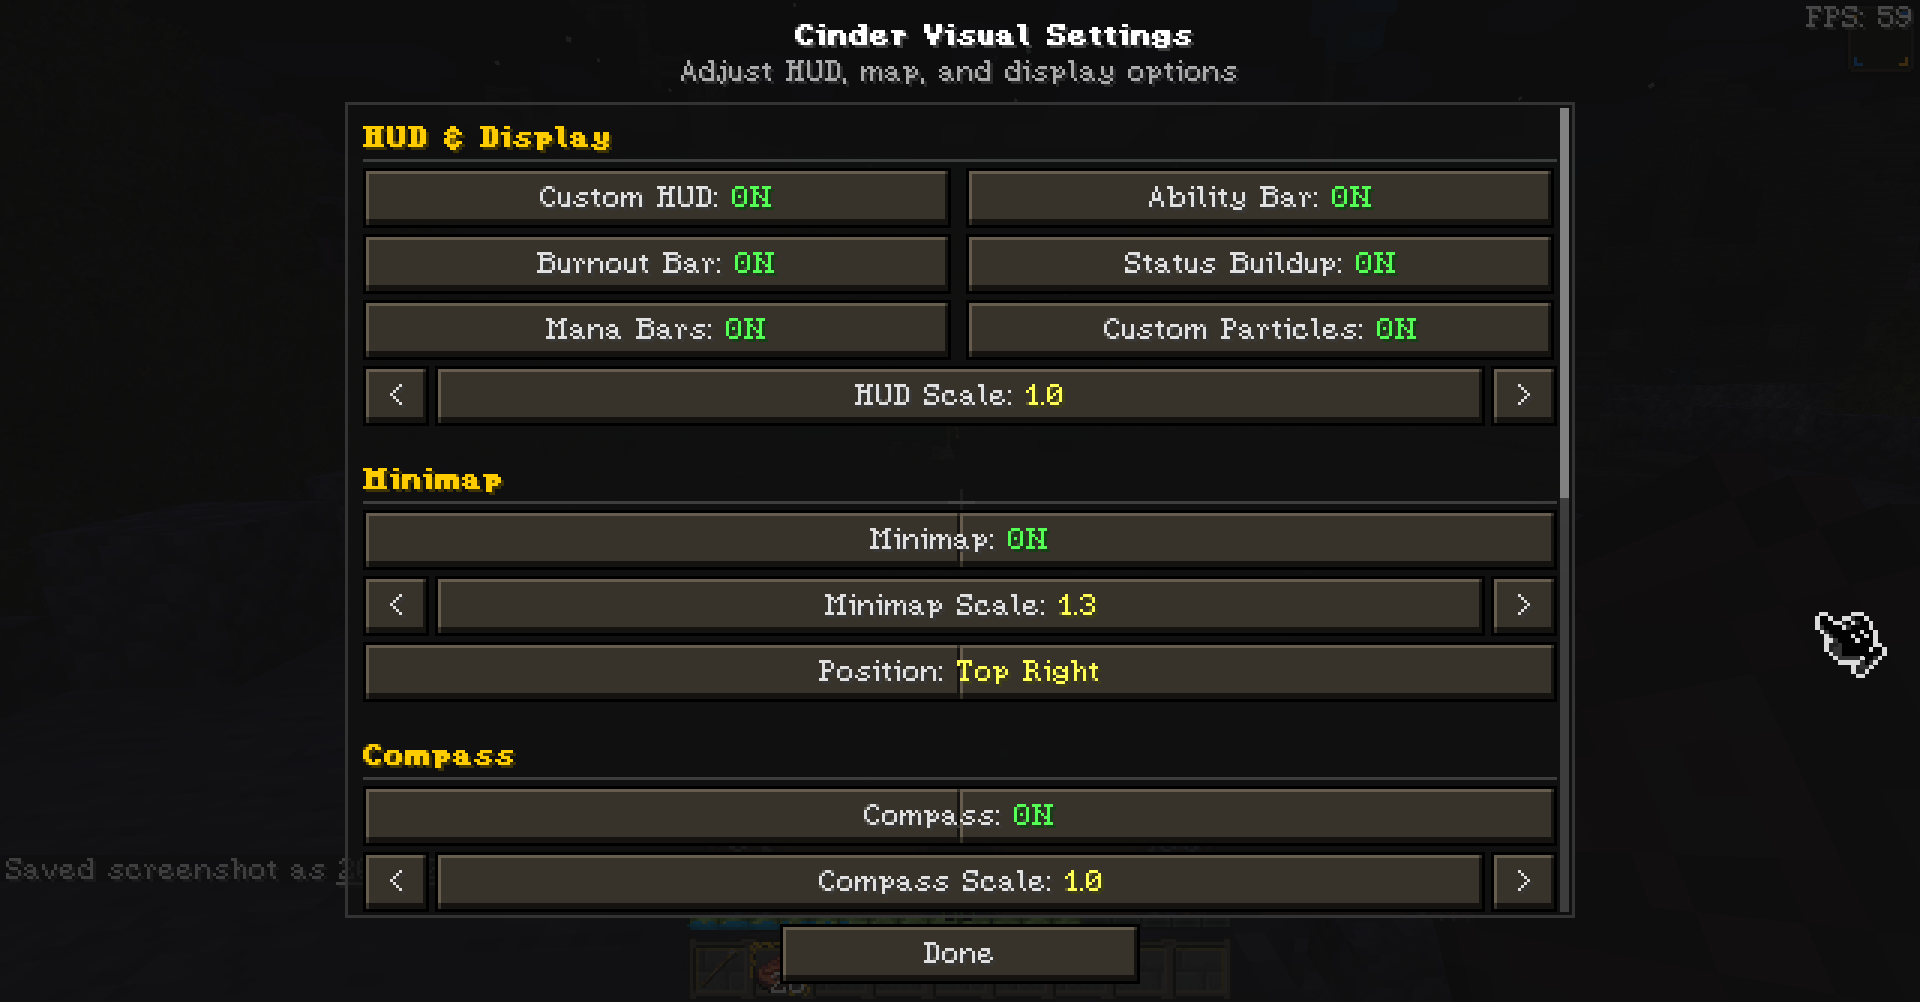 FPS: 59
Cinder Visual Settings
Adjust HUD, map, and display options
HUD & Display
Custom HUD: ON
Ability Bar: ON
Burnout Bar: ON
Status Buildup: ON
Mana Bars: ON
Custom Particles: ON
< HUD Scale: 1.0 >
Minimap
Minimap: ON
< Minimap Scale: 1.3 >
Position: Top Right
Compass
Compass: ON
Saved screenshot as
< Compass Scale: 1.0 >
Done